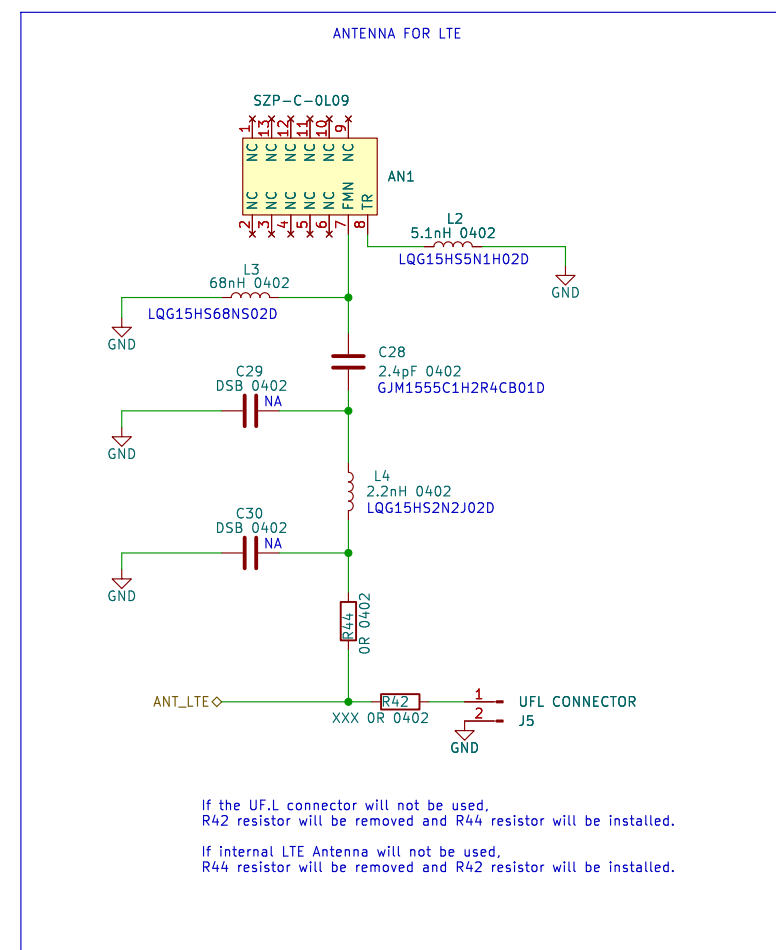 ANTENNA FOR LTE
SZP-C-0L09
1 13 12 11 10 9
NC NC NC NC NC NC
AN1
NC NC NC NC NC FMN TR
2 3 4 5 6 7 8
L2
5.1nH 0402
LQG15HS5N1H02D
GND
L3
68nH 0402
LQG15HS68NS02D
GND
C28
2.4pF 0402
GJM1555C1H2R4CB01D
C29
DSB 0402
NA
GND
L4
2.2nH 0402
LQG15HS2N2J02D
C30
DSB 0402
NA
GND
R44
0R 0402
ANT_LTE
R42
XXX 0R 0402
1
UFL CONNECTOR
2
J5
GND
If the UF.L connector will not be used,
R42 resistor will be removed and R44 resistor will be installed.
If internal LTE Antenna will not be used,
R44 resistor will be removed and R42 resistor will be installed.